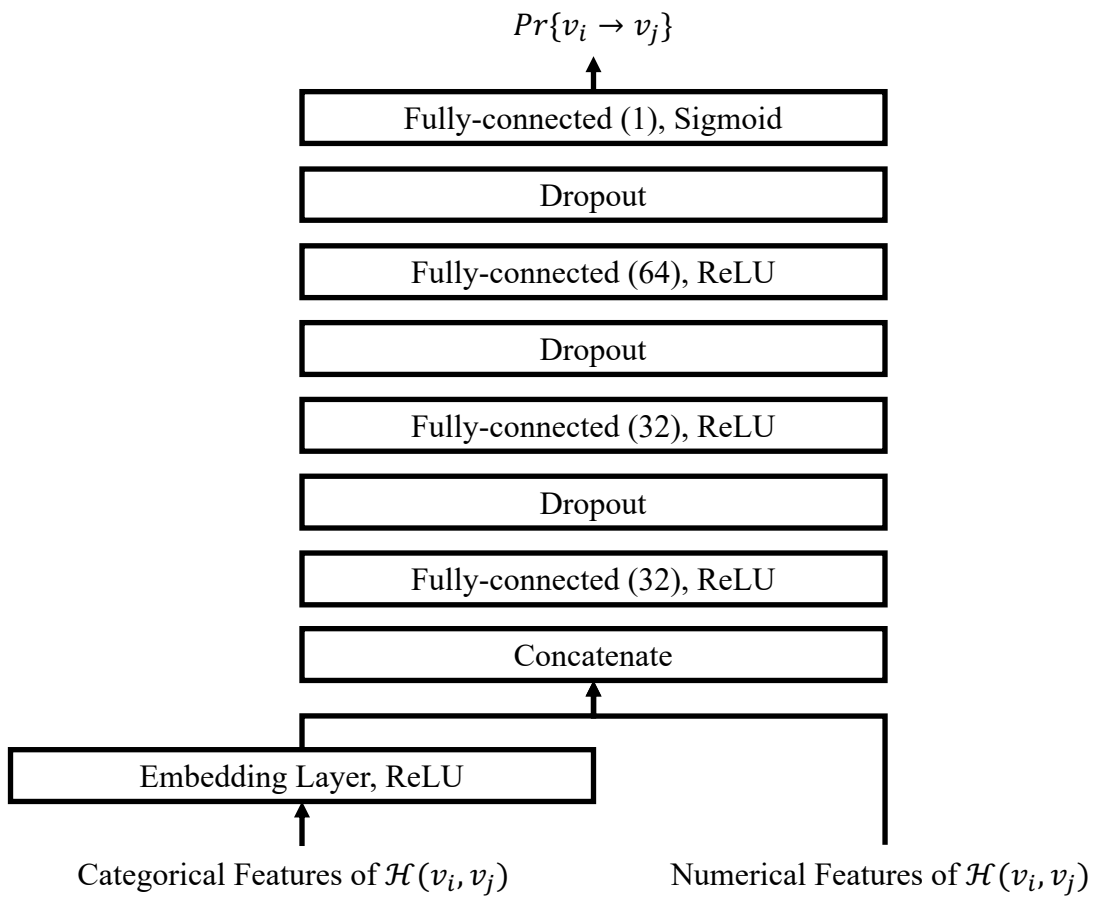 Pr{v_i → v_j}
Fully-connected (1), Sigmoid
Dropout
Fully-connected (64), ReLU
Dropout
Fully-connected (32), ReLU
Dropout
Fully-connected (32), ReLU
Concatenate
Embedding Layer, ReLU
Categorical Features of ℋ(v_i, v_j)
Numerical Features of ℋ(v_i, v_j)